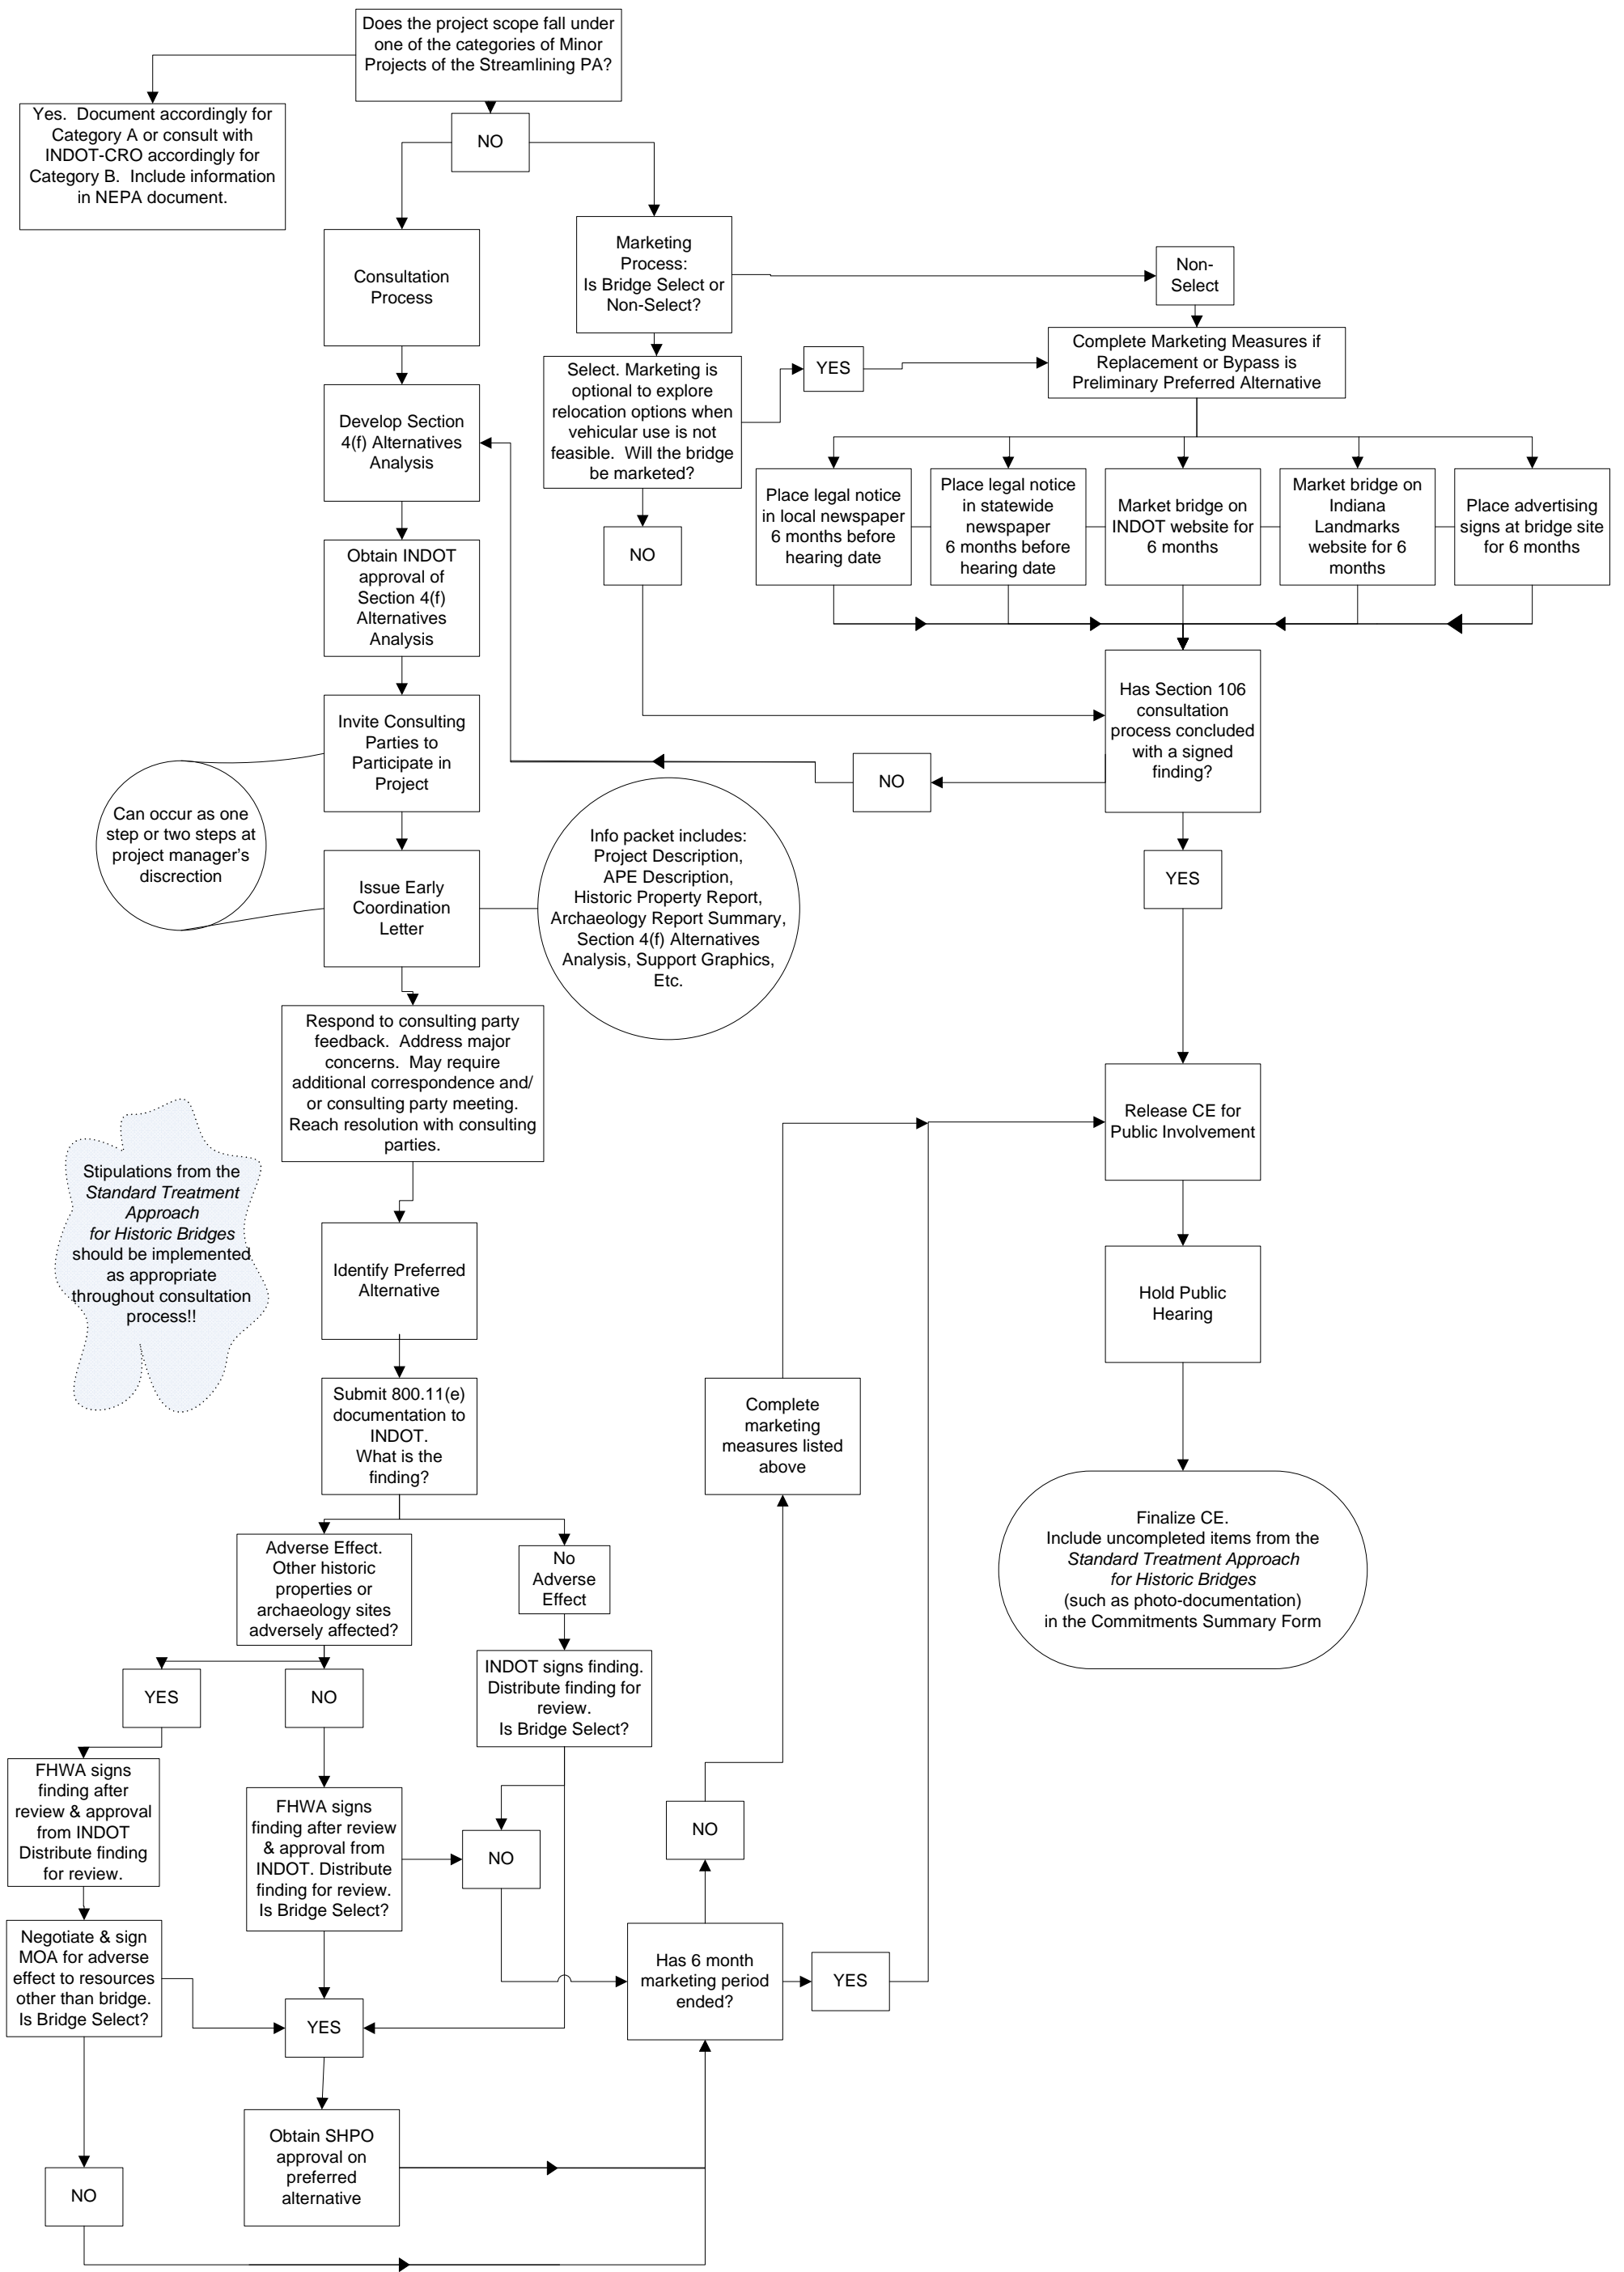 Does the project scope fall under
one of the categories of Minor
Projects of the Streamlining PA?
Yes.  Document accordingly for
Category A or consult with
INDOT-CRO accordingly for
Category B.  Include information
in NEPA document.
NO
Consultation
Process
Marketing
Process:
Is Bridge Select or
Non-Select?
Non-
Select
Select. Marketing is
optional to explore
relocation options when
vehicular use is not
feasible.  Will the bridge
be marketed?
YES
Complete Marketing Measures if
Replacement or Bypass is
Preliminary Preferred Alternative
Develop Section
4(f) Alternatives
Analysis
NO
Place legal notice
in local newspaper
6 months before
hearing date
Place legal notice
in statewide
newspaper
6 months before
hearing date
Market bridge on
INDOT website for
6 months
Market bridge on
Indiana
Landmarks
website for 6
months
Place advertising
signs at bridge site
for 6 months
Obtain INDOT
approval of
Section 4(f)
Alternatives
Analysis
Has Section 106
consultation
process concluded
with a signed
finding?
NO
YES
Invite Consulting
Parties to
Participate in
Project
Can occur as one
step or two steps at
project manager's
discrection
Issue Early
Coordination
Letter
Info packet includes:
Project Description,
APE Description,
Historic Property Report,
Archaeology Report Summary,
Section 4(f) Alternatives
Analysis, Support Graphics,
Etc.
Respond to consulting party
feedback.  Address major
concerns.  May require
additional correspondence and/
or consulting party meeting.
Reach resolution with consulting
parties.
Release CE for
Public Involvement
Stipulations from the
Standard Treatment
Approach
for Historic Bridges
should be implemented
as appropriate
throughout consultation
process!!
Identify Preferred
Alternative
Hold Public
Hearing
Submit 800.11(e)
documentation to
INDOT.
What is the
finding?
Complete
marketing
measures listed
above
Finalize CE.
Include uncompleted items from the
Standard Treatment Approach
for Historic Bridges
(such as photo-documentation)
in the Commitments Summary Form
Adverse Effect.
Other historic
properties or
archaeology sites
adversely affected?
No
Adverse
Effect
YES
NO
INDOT signs finding.
Distribute finding for
review.
Is Bridge Select?
FHWA signs
finding after
review & approval
from INDOT
Distribute finding
for review.
FHWA signs
finding after review
& approval from
INDOT. Distribute
finding for review.
Is Bridge Select?
NO
NO
Negotiate & sign
MOA for adverse
effect to resources
other than bridge.
Is Bridge Select?
YES
Has 6 month
marketing period
ended?
YES
Obtain SHPO
approval on
preferred
alternative
NO